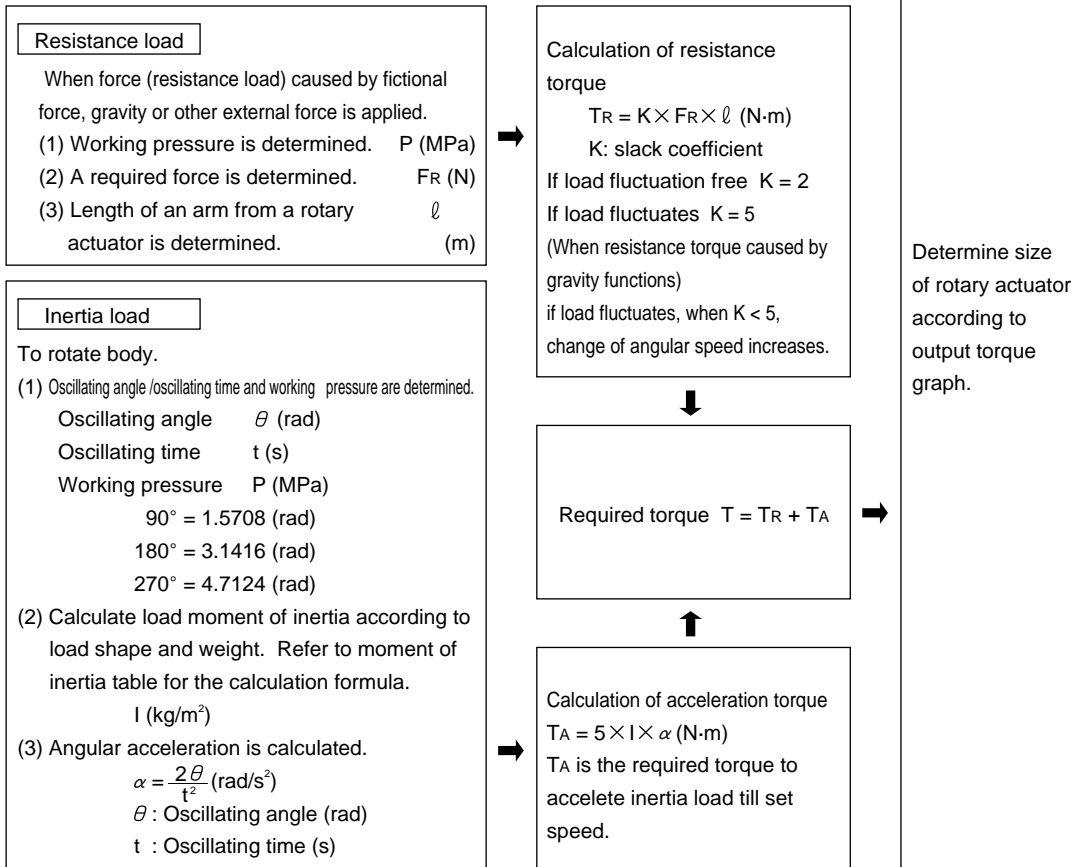 Resistance load
When force (resistance load) caused by fictional
force, gravity or other external force is applied.
(1) Working pressure is determined. P (MPa)
(2) A required force is determined. FR (N)
(3) Length of an arm from a rotary ℓ
actuator is determined. (m)
Inertia load
To rotate body.
(1) Oscillating angle /oscillating time and working pressure are determined.
Oscillating angle θ (rad)
Oscillating time t (s)
Working pressure P (MPa)
90° = 1.5708 (rad)
180° = 3.1416 (rad)
270° = 4.7124 (rad)
(2) Calculate load moment of inertia according to
load shape and weight. Refer to moment of
inertia table for the calculation formula.
I (kg/m²)
(3) Angular acceleration is calculated.
α = 2θ/t² (rad/s²)
θ : Oscillating angle (rad)
t : Oscillating time (s)
Calculation of resistance
torque
TR = K × FR × ℓ (N·m)
K: slack coefficient
If load fluctuation free K = 2
If load fluctuates K = 5
(When resistance torque caused by
gravity functions)
if load fluctuates, when K < 5,
change of angular speed increases.
Required torque T = TR + TA
Calculation of acceleration torque
TA = 5 × I × α (N·m)
TA is the required torque to
accelete inertia load till set
speed.
Determine size
of rotary actuator
according to
output torque
graph.